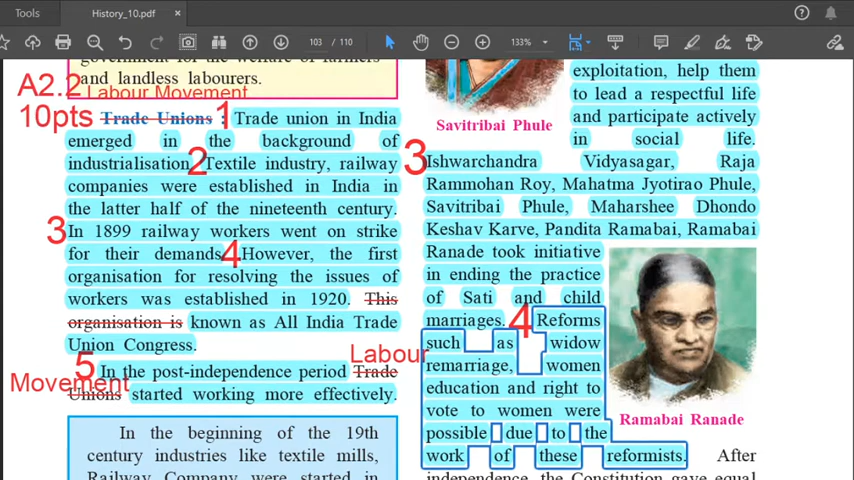 Tools
History_10.pdf
×
103 / 110
133%
government for the welfare of farmers
and landless labourers.
A2.2
Labour Movement
10pts
Trade Unions : 1 Trade union in India
emerged in the background of
industrialisation. 2 Textile industry, railway
companies were established in India in
the latter half of the nineteenth century.
3 In 1899 railway workers went on strike
for their demands. 4 However, the first
organisation for resolving the issues of
workers was established in 1920. This
organisation is known as All India Trade
Union Congress.
5 In the post-independence period Trade
Labour
Movement
Unions started working more effectively.
In the beginning of the 19th
century industries like textile mills,
Railway Company were started in
Savitribai Phule
exploitation, help them
to lead a respectful life
and participate actively
in social life.
3 Ishwarchandra Vidyasagar, Raja
Rammohan Roy, Mahatma Jyotirao Phule,
Savitribai Phule, Maharshee Dhondo
Keshav Karve, Pandita Ramabai, Ramabai
Ranade took initiative
in ending the practice
of Sati and child
marriages. 4 Reforms
such as widow
remarriage, women
education and right to
vote to women were
possible due to the
work of these reformists. After
independence, the Constitution gave equal
Ramabai Ranade